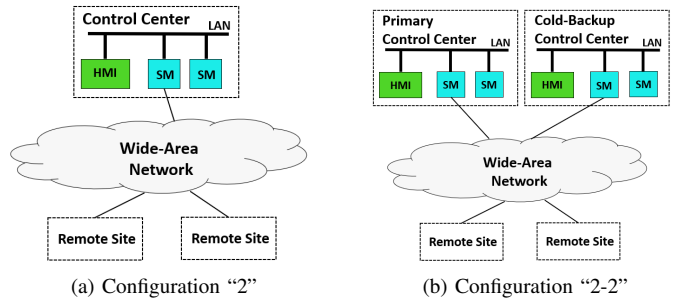 Control Center
LAN
HMI
SM
SM
Wide-Area
Network
Remote Site
Remote Site
(a) Configuration “2”
Primary
Control Center
LAN
HMI
SM
SM
Cold-Backup
Control Center
LAN
HMI
SM
SM
Wide-Area
Network
Remote Site
Remote Site
(b) Configuration “2-2”